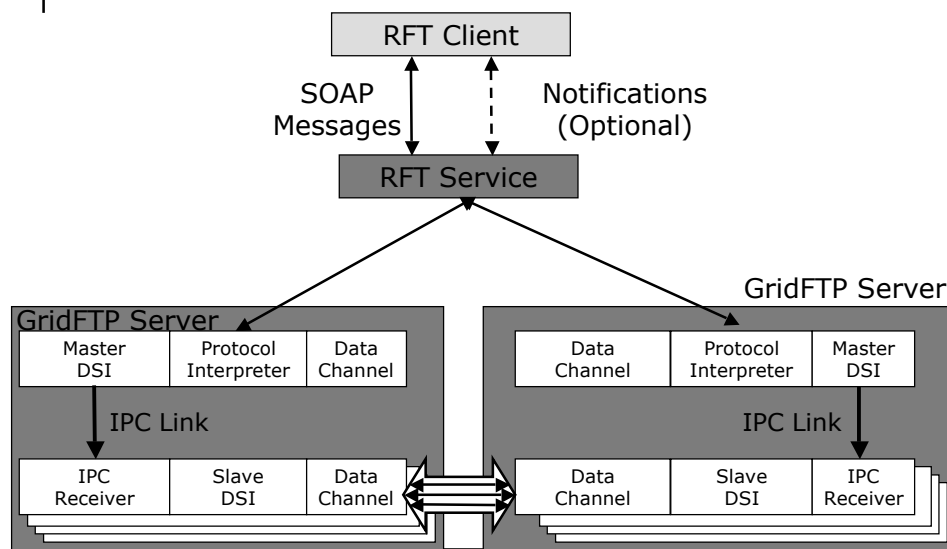 RFT Client
SOAP
Messages
Notifications
(Optional)
RFT Service
GridFTP Server
GridFTP Server
Master
DSI
Protocol
Interpreter
Data
Channel
Data
Channel
Protocol
Interpreter
Master
DSI
IPC Link
IPC Link
IPC
Receiver
Slave
DSI
Data
Channel
Data
Channel
Slave
DSI
IPC
Receiver